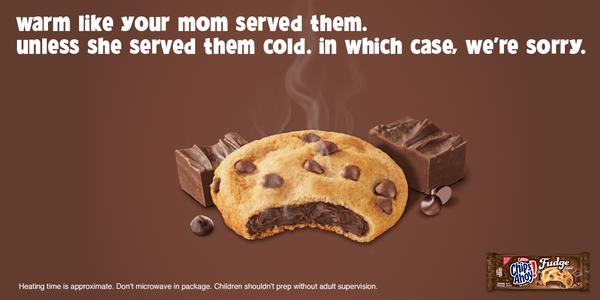 warm like your mom served them.
unless she served them cold. in which case, we're sorry.
Chips
Ahoy!
Fudge
Heating time is approximate. Don't microwave in package. Children shouldn't prep without adult supervision.